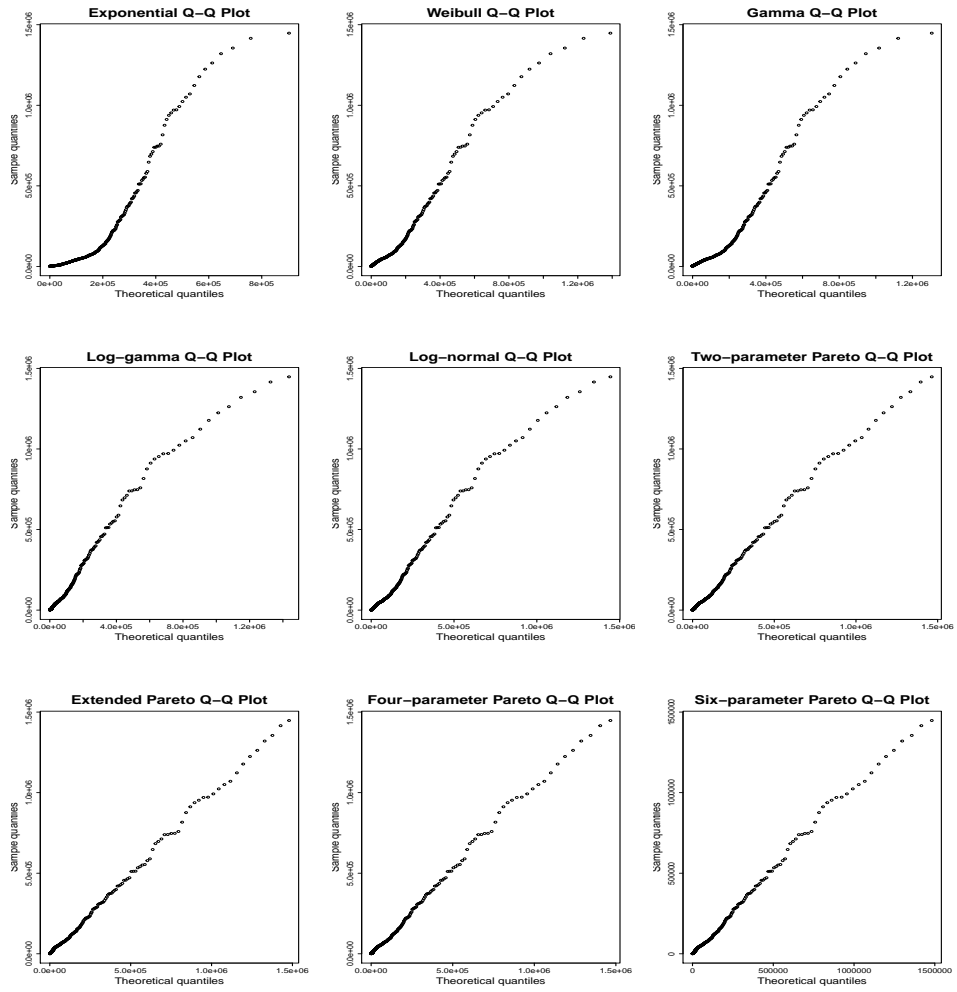 Exponential Q−Q Plot
Sample quantiles
0.0e+00 5.0e+05 1.0e+06 1.5e+06
0e+00 2e+05 4e+05 6e+05 8e+05
Theoretical quantiles
Weibull Q−Q Plot
Sample quantiles
0.0e+00 5.0e+05 1.0e+06 1.5e+06
0.0e+00 4.0e+05 8.0e+05 1.2e+06
Theoretical quantiles
Gamma Q−Q Plot
Sample quantiles
0.0e+00 5.0e+05 1.0e+06 1.5e+06
0.0e+00 4.0e+05 8.0e+05 1.2e+06
Theoretical quantiles
Log−gamma Q−Q Plot
Sample quantiles
0.0e+00 5.0e+05 1.0e+06 1.5e+06
0.0e+00 4.0e+05 8.0e+05 1.2e+06
Theoretical quantiles
Log−normal Q−Q Plot
Sample quantiles
0.0e+00 5.0e+05 1.0e+06 1.5e+06
0.0e+00 5.0e+05 1.0e+06 1.5e+06
Theoretical quantiles
Two−parameter Pareto Q−Q Plot
Sample quantiles
0.0e+00 5.0e+05 1.0e+06 1.5e+06
0.0e+00 5.0e+05 1.0e+06 1.5e+06
Theoretical quantiles
Extended Pareto Q−Q Plot
Sample quantiles
0.0e+00 5.0e+05 1.0e+06 1.5e+06
0.0e+00 5.0e+05 1.0e+06 1.5e+06
Theoretical quantiles
Four−parameter Pareto Q−Q Plot
Sample quantiles
0.0e+00 5.0e+05 1.0e+06 1.5e+06
0.0e+00 5.0e+05 1.0e+06 1.5e+06
Theoretical quantiles
Six−parameter Pareto Q−Q Plot
Sample quantiles
0 500000 1000000 1500000
0 500000 1000000 1500000
Theoretical quantiles